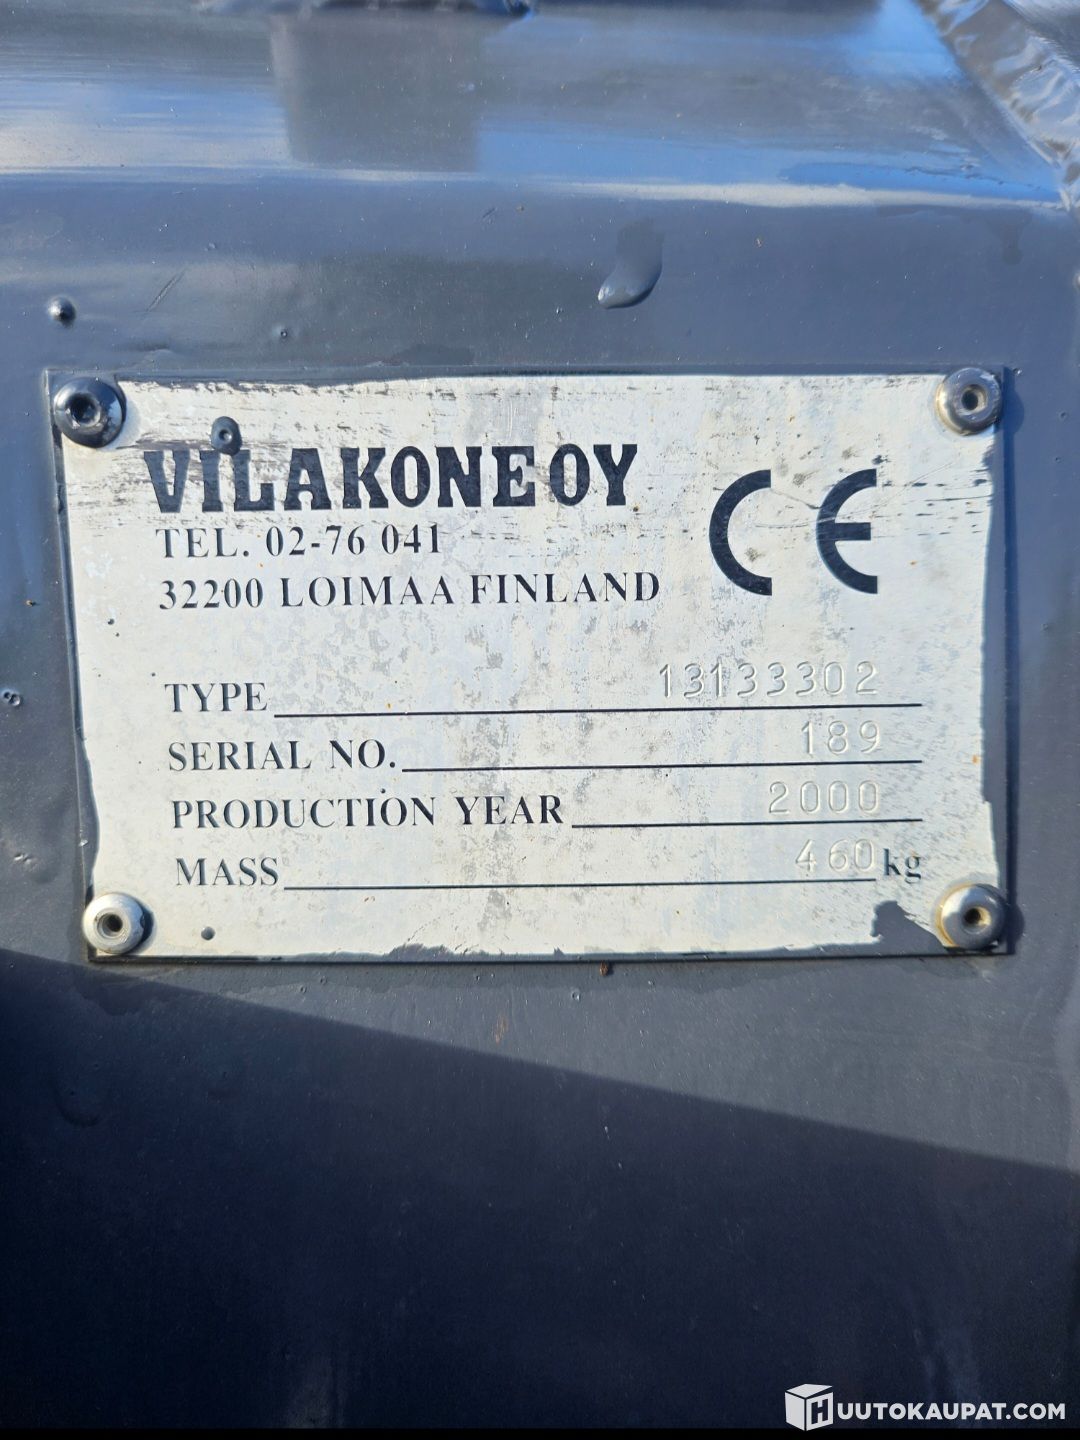 VILAKONE OY
TEL. 02-76 041
32200 LOIMAA FINLAND
CE
TYPE 13133302
SERIAL NO. 189
PRODUCTION YEAR 2000
MASS 460 kg
HUUTOKAUPAT.COM